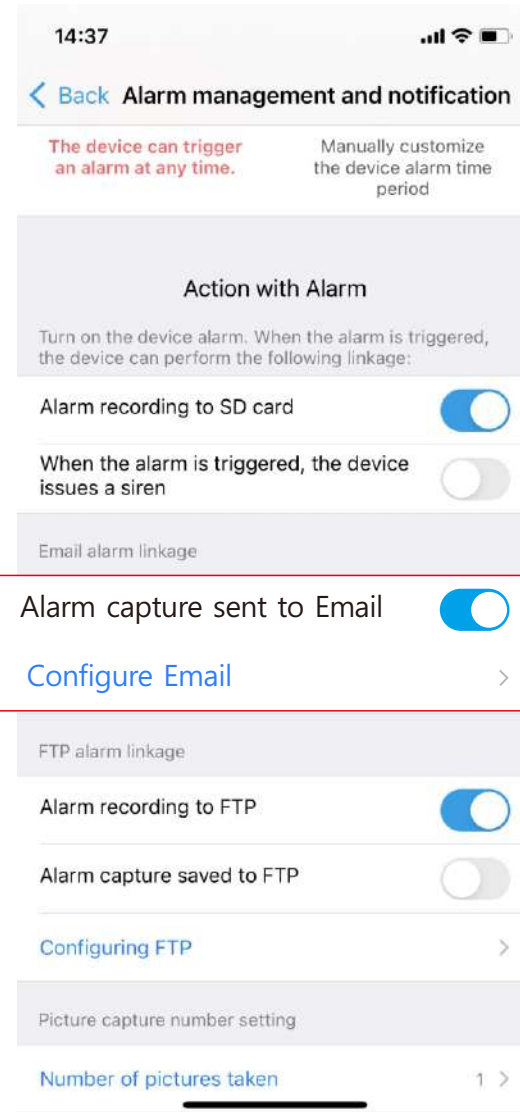 14:37
Back Alarm management and notification
The device can trigger
an alarm at any time.
Manually customize
the device alarm time
period
Action with Alarm
Turn on the device alarm. When the alarm is triggered,
the device can perform the following linkage:
Alarm recording to SD card
When the alarm is triggered, the device
issues a siren
Email alarm linkage
Alarm capture sent to Email
Configure Email
FTP alarm linkage
Alarm recording to FTP
Alarm capture saved to FTP
Configuring FTP
Picture capture number setting
Number of pictures taken 1